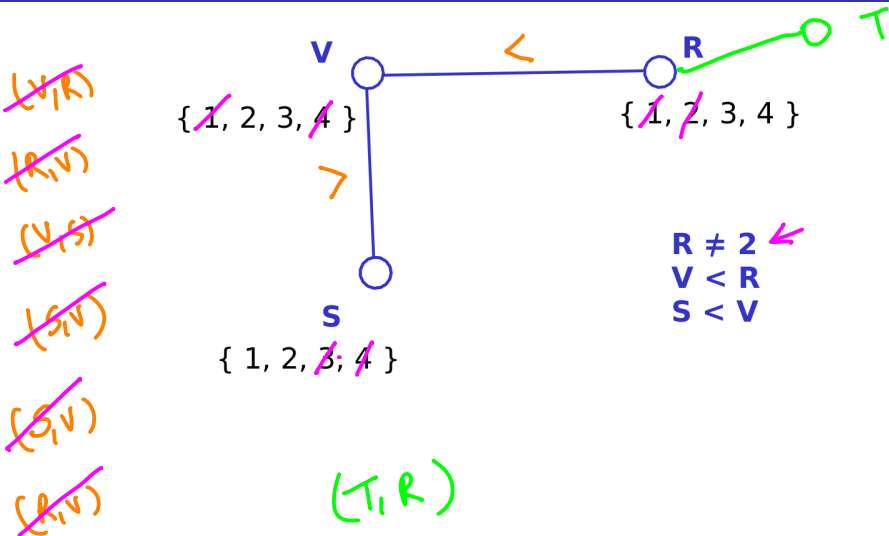 V
<
R
T
(V,R)
{ 1, 2, 3, 4 }
{ 1, 2, 3, 4 }
(R,V)
>
(V,S)
R ≠ 2
V < R
S < V
(S,V)
S
{ 1, 2, 3, 4 }
(S,V)
(R,V)
(T,R)